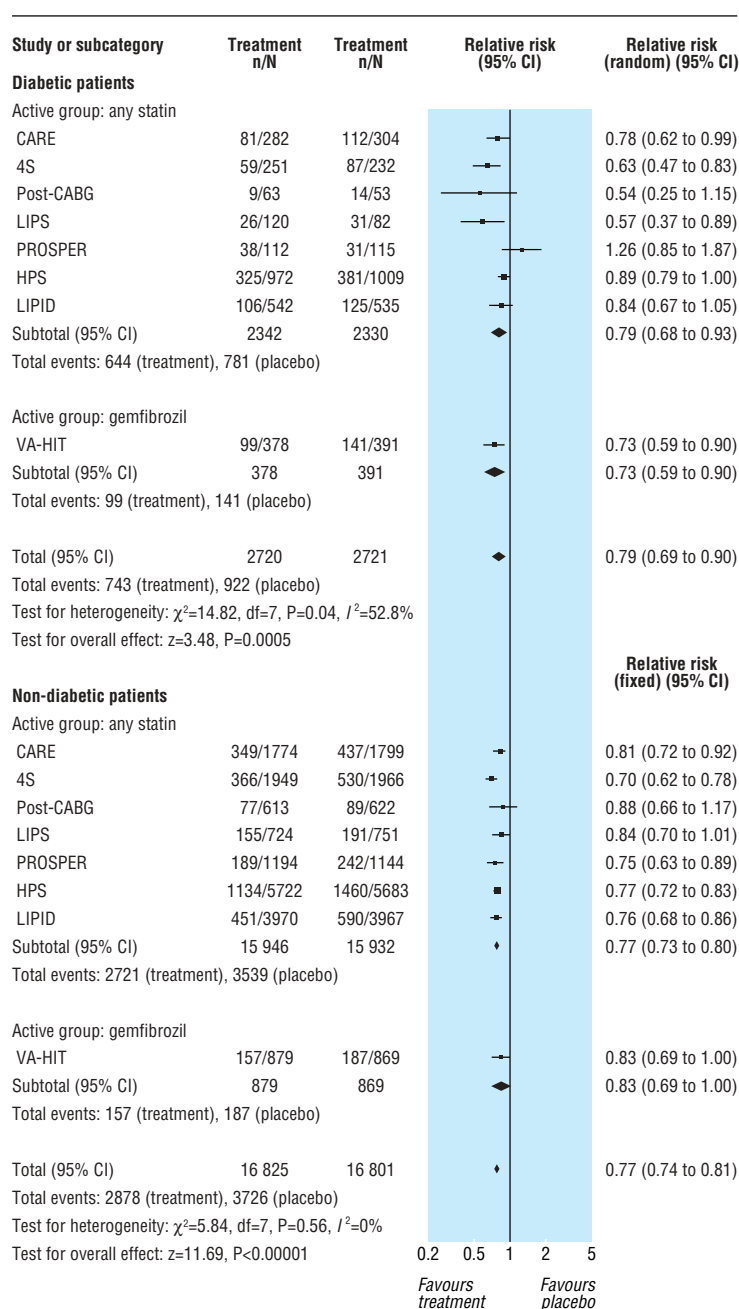 Study or subcategory Treatment n/N Treatment n/N Relative risk (95% CI) Relative risk (random) (95% CI)
Diabetic patients
Active group: any statin
CARE 81/282 112/304 0.78 (0.62 to 0.99)
4S 59/251 87/232 0.63 (0.47 to 0.83)
Post-CABG 9/63 14/53 0.54 (0.25 to 1.15)
LIPS 26/120 31/82 0.57 (0.37 to 0.89)
PROSPER 38/112 31/115 1.26 (0.85 to 1.87)
HPS 325/972 381/1009 0.89 (0.79 to 1.00)
LIPID 106/542 125/535 0.84 (0.67 to 1.05)
Subtotal (95% CI) 2342 2330 0.79 (0.68 to 0.93)
Total events: 644 (treatment), 781 (placebo)
Active group: gemfibrozil
VA-HIT 99/378 141/391 0.73 (0.59 to 0.90)
Subtotal (95% CI) 378 391 0.73 (0.59 to 0.90)
Total events: 99 (treatment), 141 (placebo)
Total (95% CI) 2720 2721 0.79 (0.69 to 0.90)
Total events: 743 (treatment), 922 (placebo)
Test for heterogeneity: χ²=14.82, df=7, P=0.04, I²=52.8%
Test for overall effect: z=3.48, P=0.0005
Relative risk (fixed) (95% CI)
Non-diabetic patients
Active group: any statin
CARE 349/1774 437/1799 0.81 (0.72 to 0.92)
4S 366/1949 530/1966 0.70 (0.62 to 0.78)
Post-CABG 77/613 89/622 0.88 (0.66 to 1.17)
LIPS 155/724 191/751 0.84 (0.70 to 1.01)
PROSPER 189/1194 242/1144 0.75 (0.63 to 0.89)
HPS 1134/5722 1460/5683 0.77 (0.72 to 0.83)
LIPID 451/3970 590/3967 0.76 (0.68 to 0.86)
Subtotal (95% CI) 15 946 15 932 0.77 (0.73 to 0.80)
Total events: 2721 (treatment), 3539 (placebo)
Active group: gemfibrozil
VA-HIT 157/879 187/869 0.83 (0.69 to 1.00)
Subtotal (95% CI) 879 869 0.83 (0.69 to 1.00)
Total events: 157 (treatment), 187 (placebo)
Total (95% CI) 16 825 16 801 0.77 (0.74 to 0.81)
Total events: 2878 (treatment), 3726 (placebo)
Test for heterogeneity: χ²=5.84, df=7, P=0.56, I²=0%
Test for overall effect: z=11.69, P<0.00001
0.2 0.5 1 2 5
Favours treatment Favours placebo